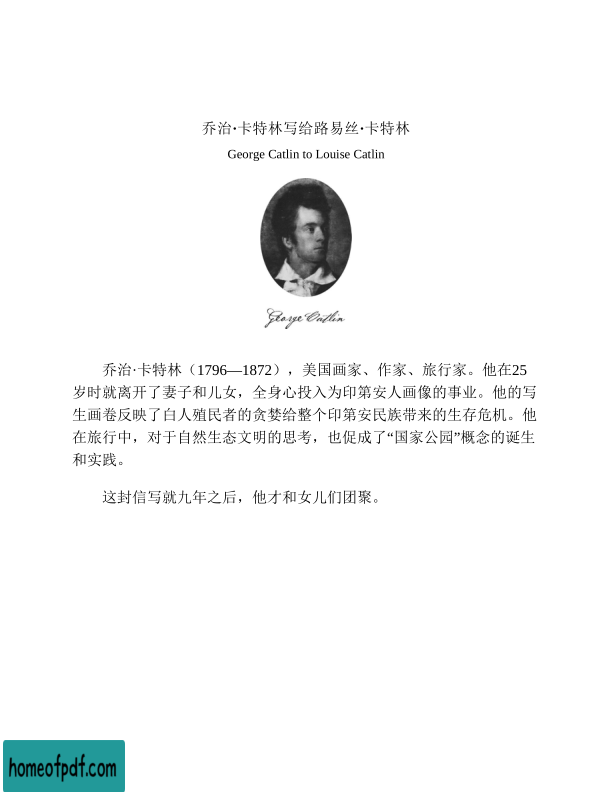 乔治·卡特林写给路易丝·卡特林
George Catlin to Louise Catlin
George Catlin
乔治·卡特林（1796—1872），美国画家、作家、旅行家。他在25
岁时就离开了妻子和儿女，全身心投入为印第安人画像的事业。他的写
生画卷反映了白人殖民者的贪婪给整个印第安民族带来的生存危机。他
在旅行中，对于自然生态文明的思考，也促成了“国家公园”概念的诞生
和实践。
这封信写就九年之后，他才和女儿们团聚。
homeofpdf.com